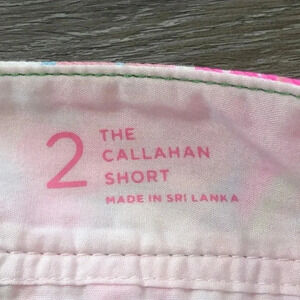 2
THE
CALLAHAN
SHORT
MADE IN SRI LANKA